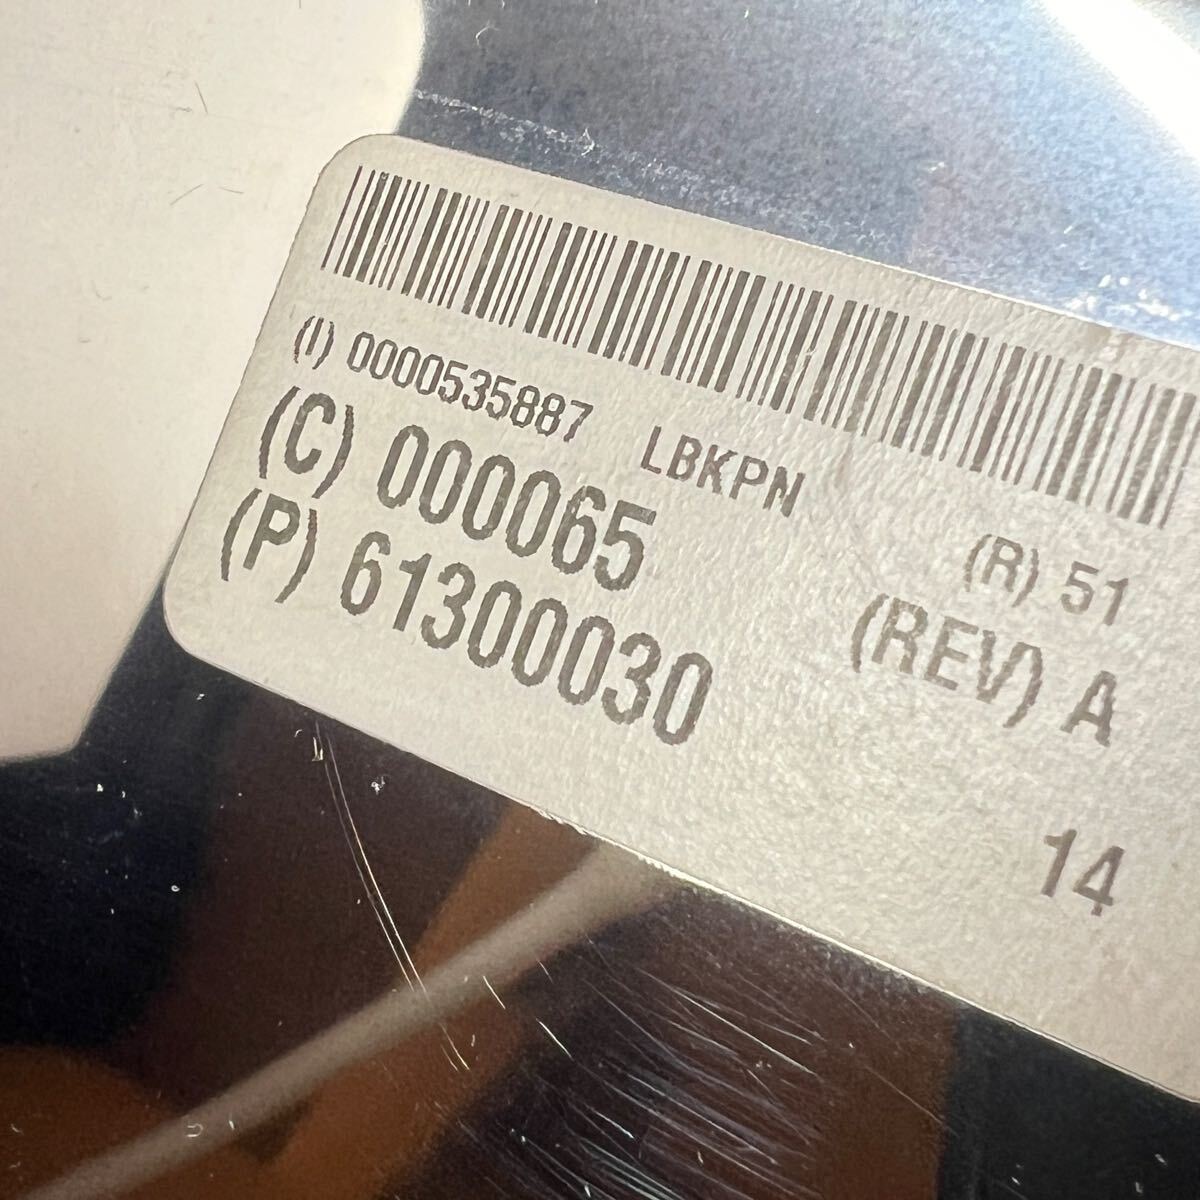 (I) 0000535887 LBKPN (R) 51
(C) 000065 (REV) A
(P) 61300030 14